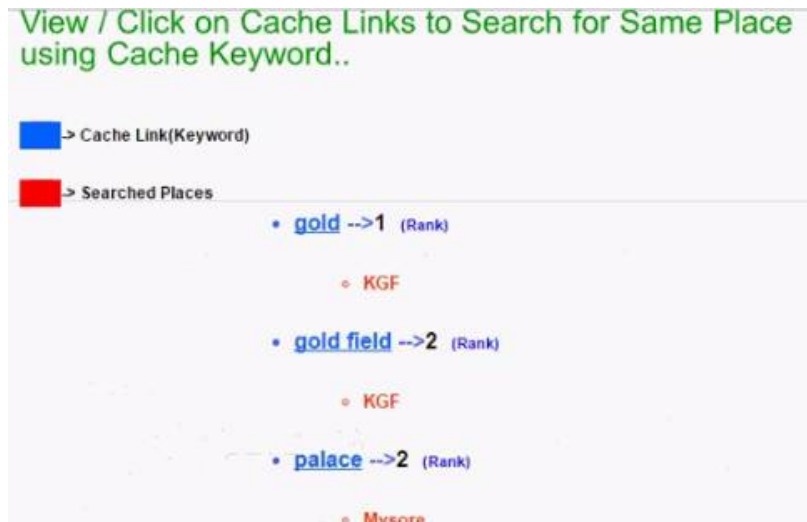 View / Click on Cache Links to Search for Same Place
using Cache Keyword..
-> Cache Link(Keyword)
-> Searched Places
gold -->1 (Rank)
KGF
gold field -->2 (Rank)
KGF
palace -->2 (Rank)
Mysore